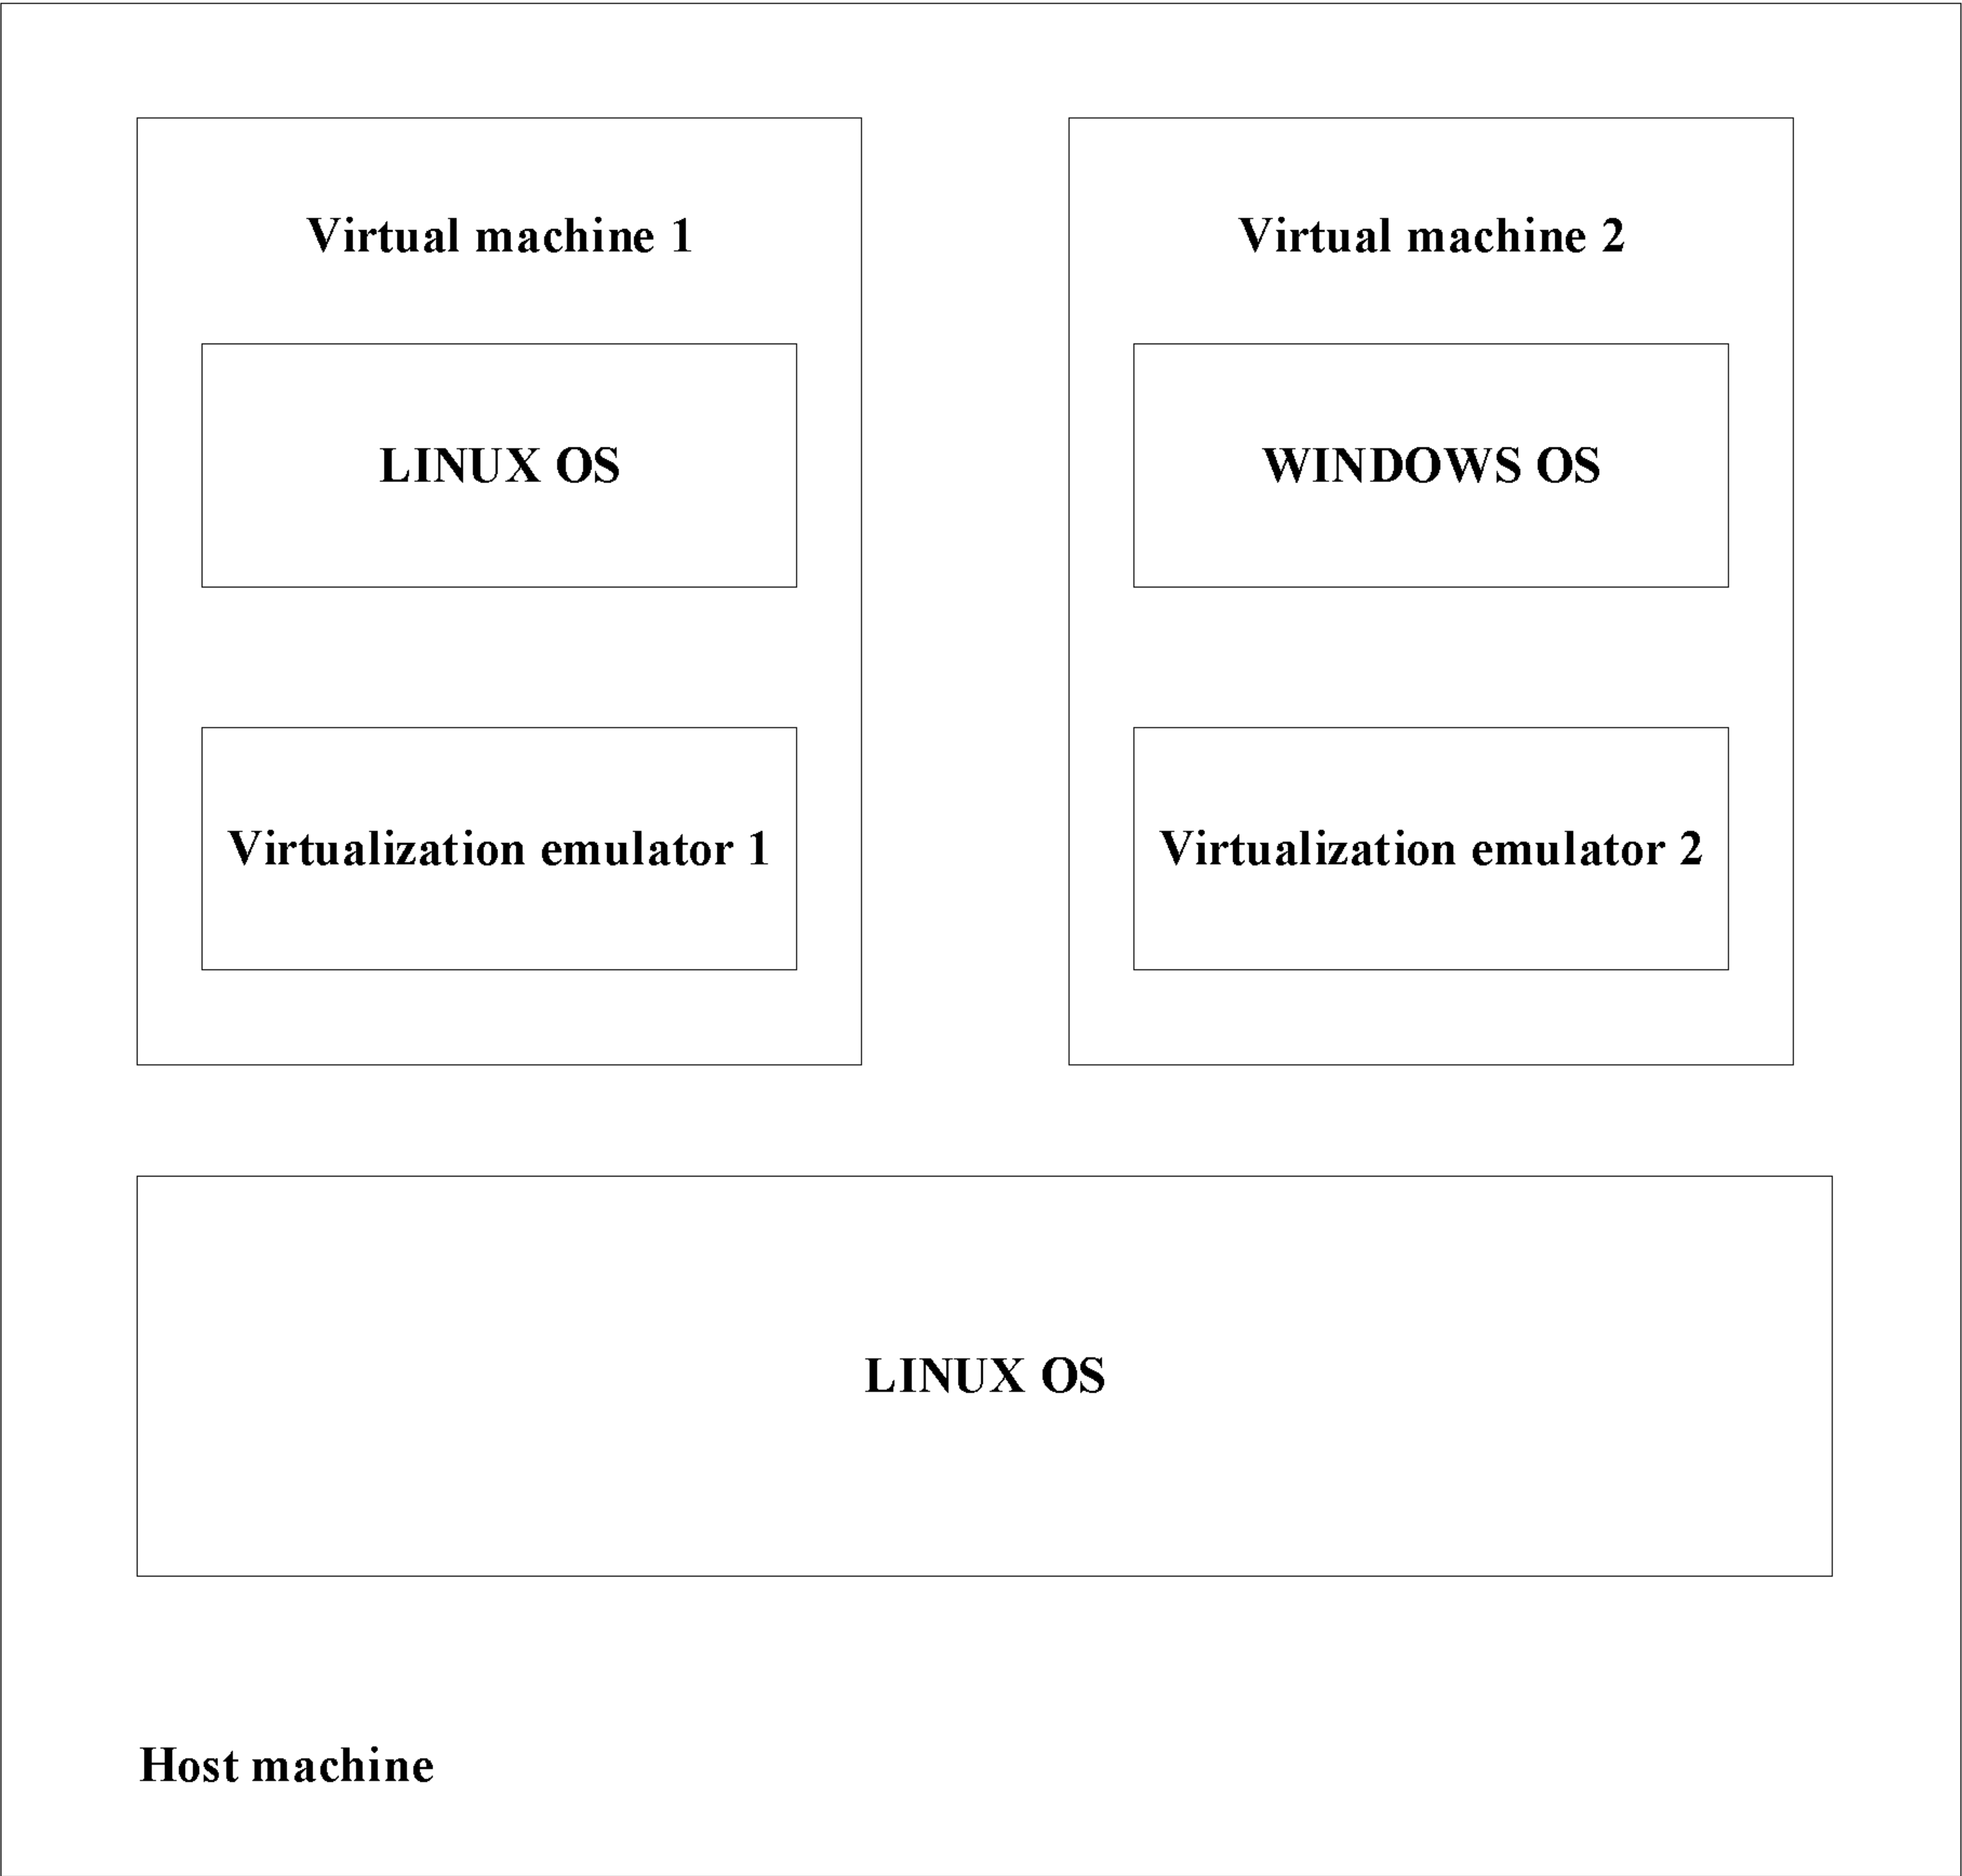 Virtual machine 1
Virtual machine 2
LINUX OS
WINDOWS OS
Virtualization emulator 1
Virtualization emulator 2
LINUX OS
Host machine